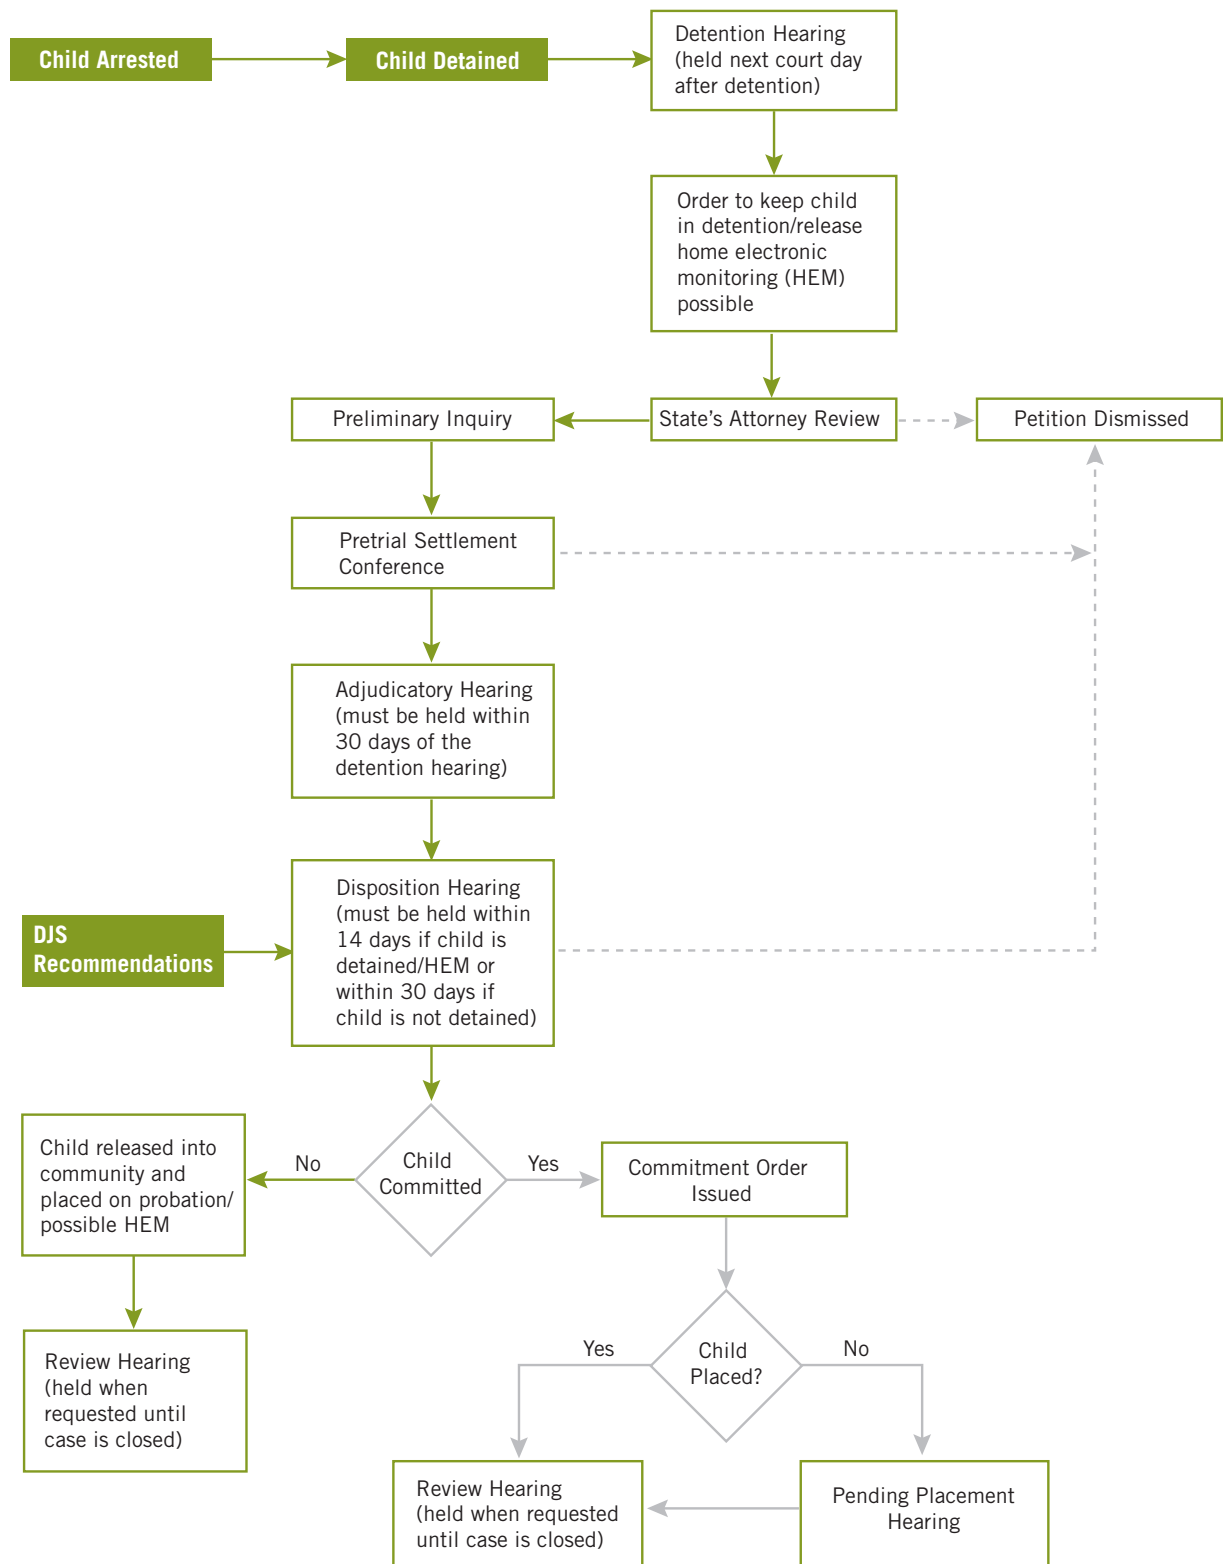 Child Arrested
Child Detained
Detention Hearing
(held next court day
after detention)
Order to keep child
in detention/release
home electronic
monitoring (HEM)
possible
Preliminary Inquiry
State's Attorney Review
Petition Dismissed
Pretrial Settlement
Conference
Adjudicatory Hearing
(must be held within
30 days of the
detention hearing)
DJS
Recommendations
Disposition Hearing
(must be held within
14 days if child is
detained/HEM or
within 30 days if
child is not detained)
Child released into
community and
placed on probation/
possible HEM
No
Child
Committed
Yes
Commitment Order
Issued
Review Hearing
(held when
requested until
case is closed)
Yes
Child
Placed?
No
Review Hearing
(held when requested
until case is closed)
Pending Placement
Hearing